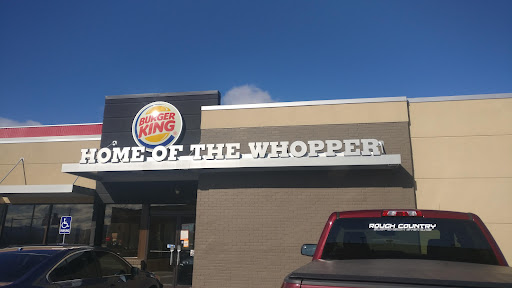 BURGER
KING
HOME OF THE WHOPPER
ROUGH COUNTRY